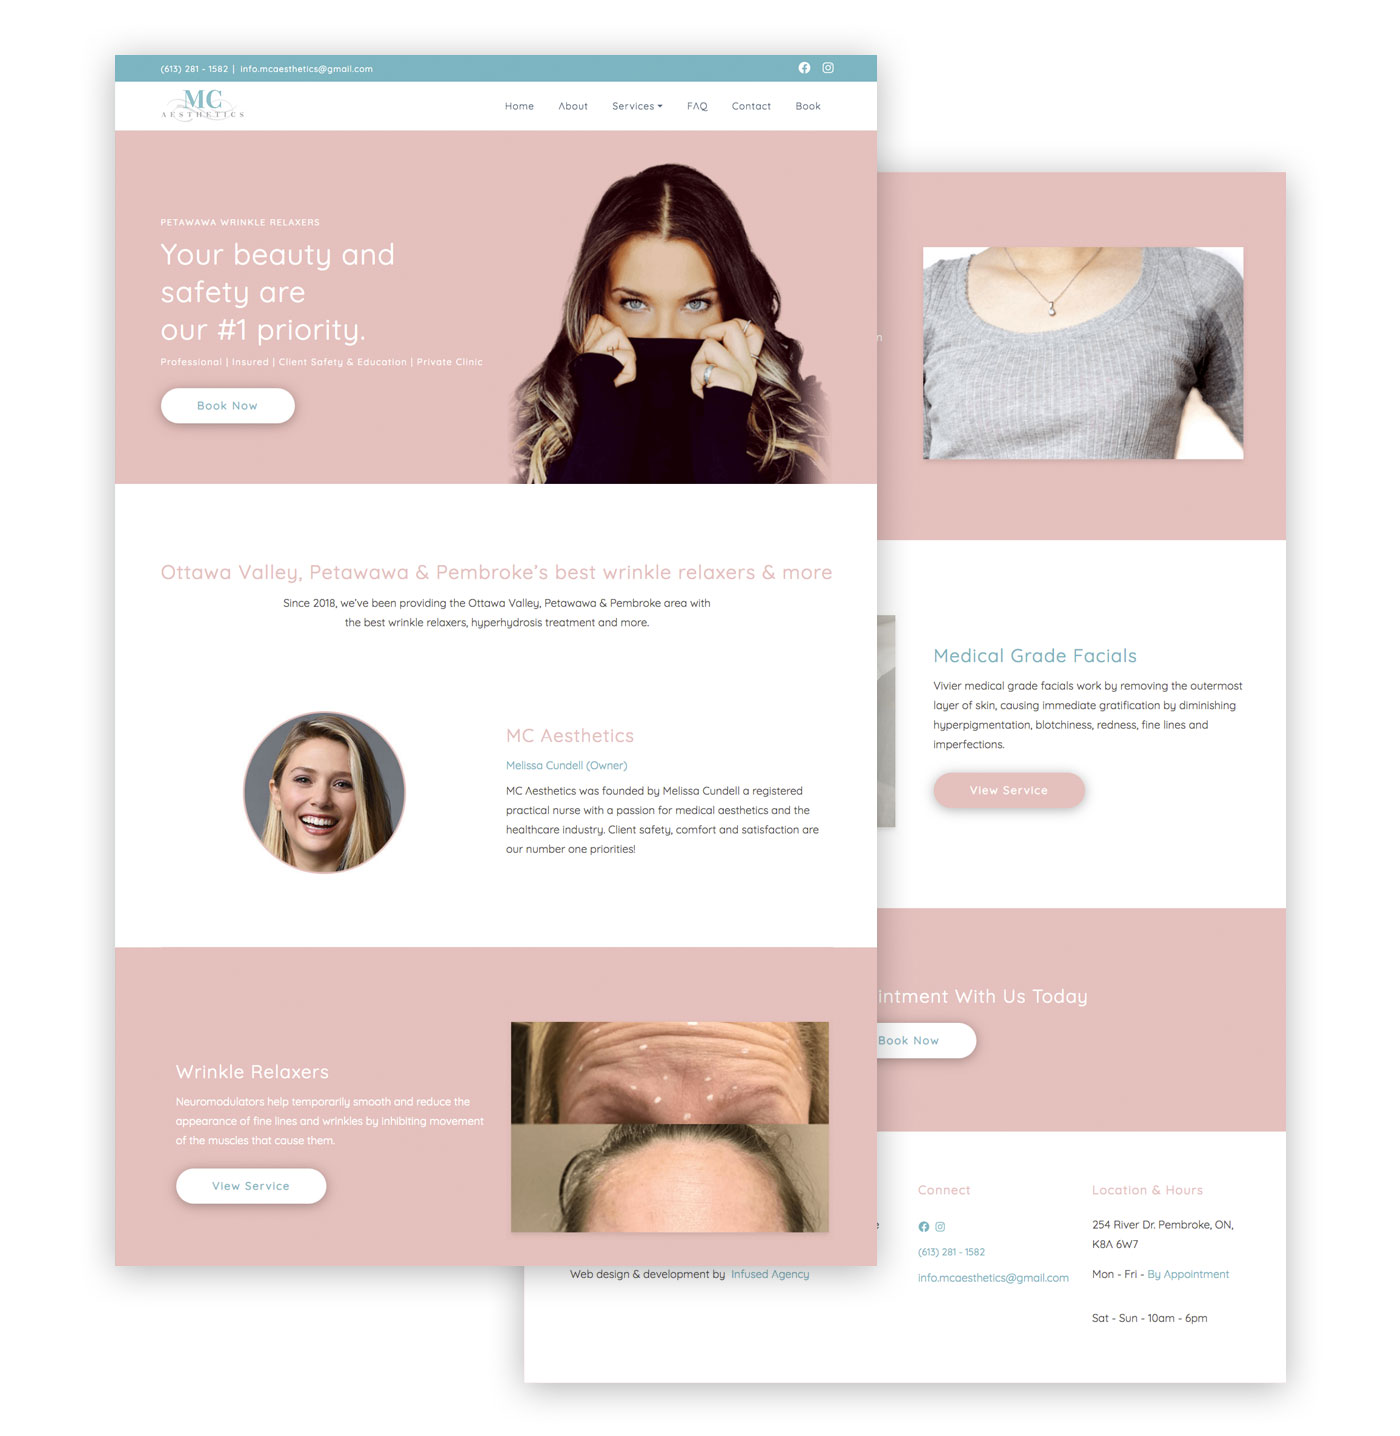 (613) 281 - 1582 | info.mcaesthetics@gmail.com
MC
AESTHETICS
Home About Services FAQ Contact Book
PETAWAWA WRINKLE RELAXERS
Your beauty and
safety are
our #1 priority.
Professional | Insured | Client Safety & Education | Private Clinic
Book Now
Ottawa Valley, Petawawa & Pembroke's best wrinkle relaxers & more
Since 2018, we've been providing the Ottawa Valley, Petawawa & Pembroke area with
the best wrinkle relaxers, hyperhydrosis treatment and more.
MC Aesthetics
Melissa Cundell (Owner)
MC Aesthetics was founded by Melissa Cundell a registered
practical nurse with a passion for medical aesthetics and the
healthcare industry. Client safety, comfort and satisfaction are
our number one priorities!
Wrinkle Relaxers
Neuromodulators help temporarily smooth and reduce the
appearance of fine lines and wrinkles by inhibiting movement
of the muscles that cause them.
View Service
Medical Grade Facials
Vivier medical grade facials work by removing the outermost
layer of skin, causing immediate gratification by diminishing
hyperpigmentation, blotchiness, redness, fine lines and
imperfections.
View Service
intment With Us Today
Book Now
Web design & development by Infused Agency
Connect
(613) 281 - 1582
info.mcaesthetics@gmail.com
Location & Hours
254 River Dr. Pembroke, ON,
K8A 6W7
Mon - Fri - By Appointment
Sat - Sun - 10am - 6pm